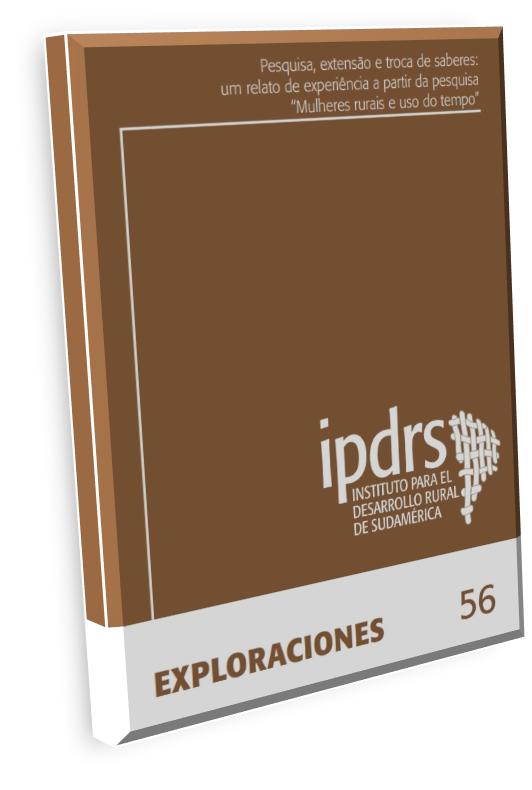 Pesquisa, extensão e troca de saberes:
um relato de experiência a partir da pesquisa
“Mulheres rurais e uso do tempo”
ipdrs
INSTITUTO PARA EL
DESARROLLO RURAL
DE SUDAMÉRICA
EXPLORACIONES
56